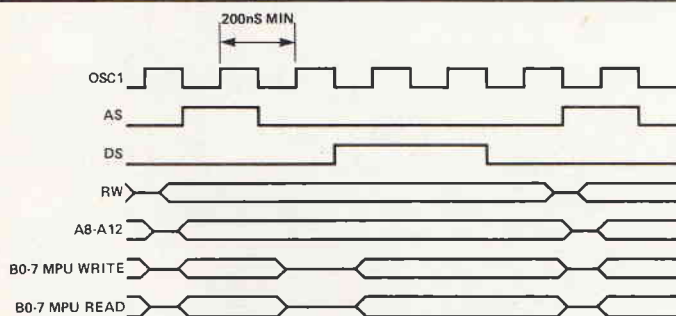 200nS MIN
OSC1
AS
DS
RW
A8-A12
B0-7 MPU WRITE
B0-7 MPU READ